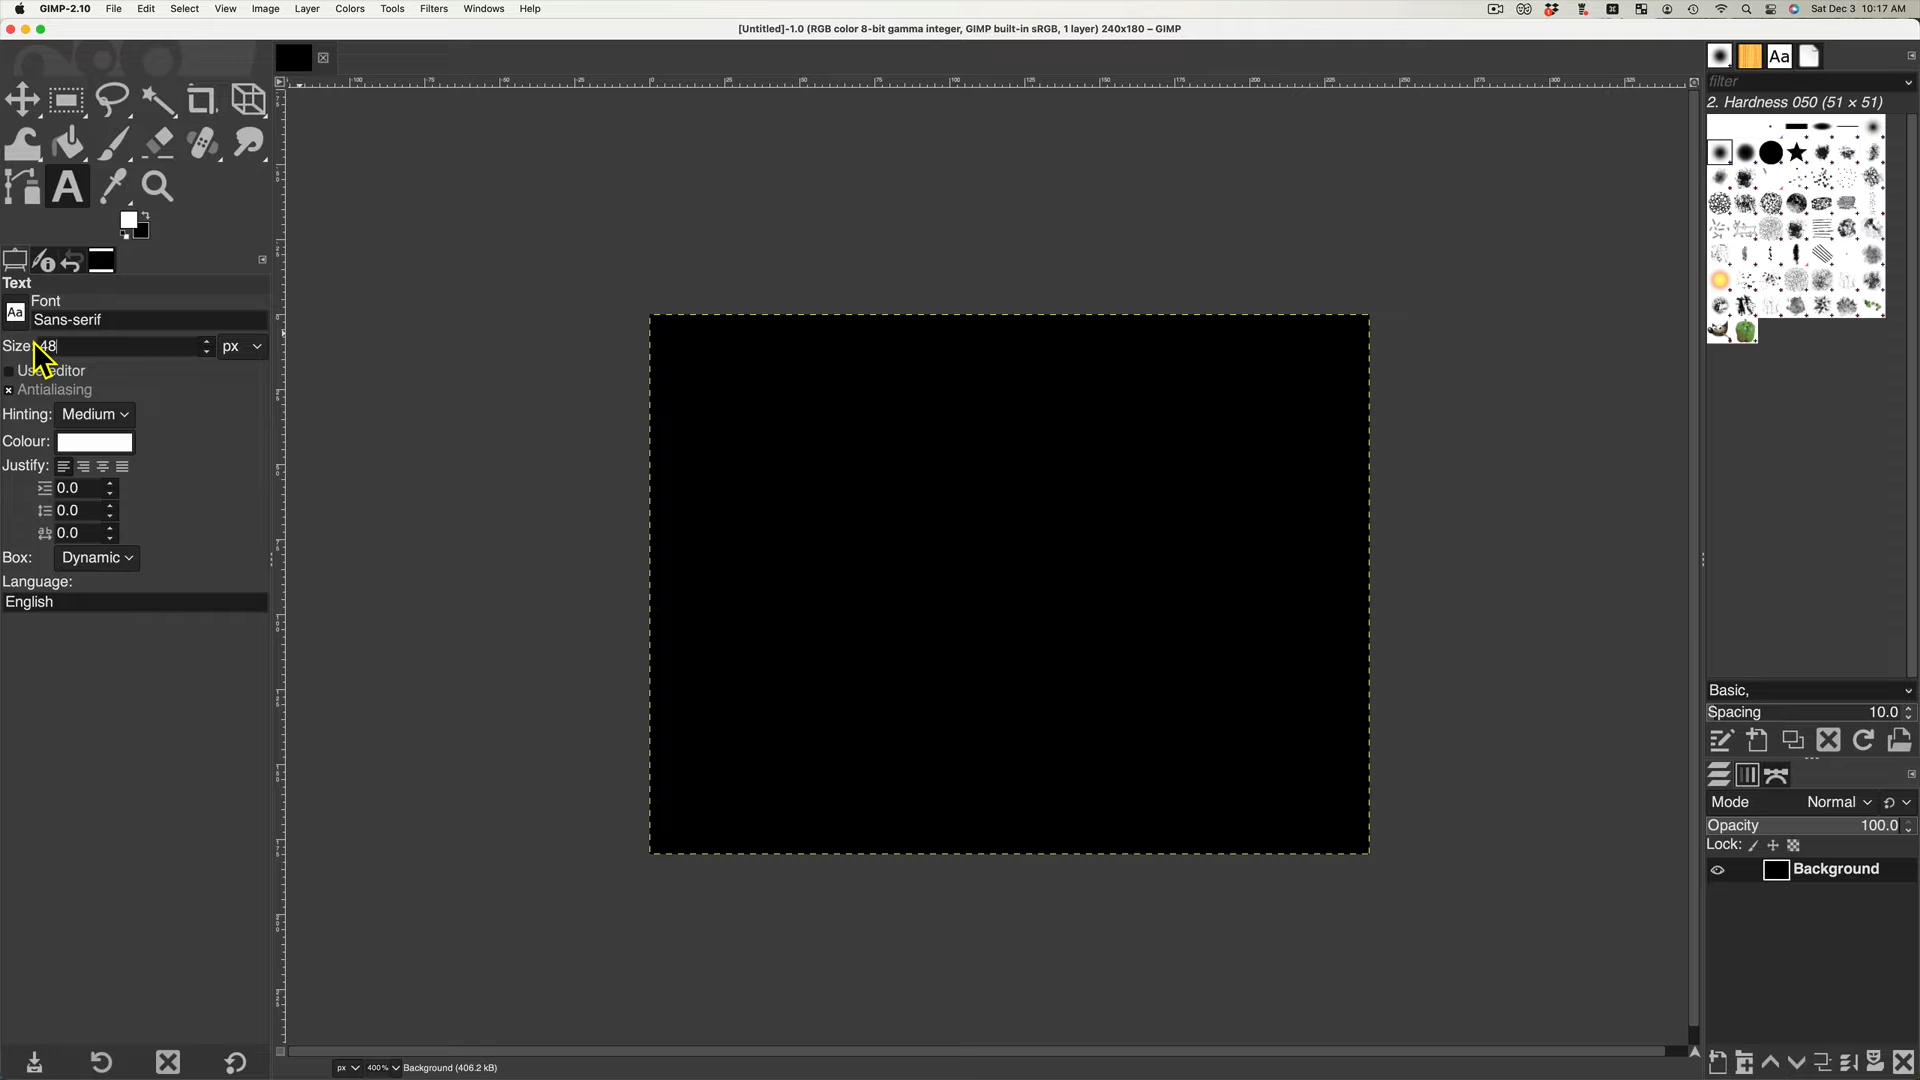 GIMP-2.10 File Edit Select View Image Layer Colors Tools Filters Windows Help Sat Dec 3 10:17 AM
[Untitled]-1.0 (RGB color 8-bit gamma integer, GIMP built-in sRGB, 1 layer) 240x180 – GIMP
filter
2. Hardness 050 (51 × 51)
Text
Font
Aa Sans-serif
Size: 48 px
Use editor
Antialiasing
Hinting: Medium
Colour:
Justify:
0.0
0.0
0.0
Box: Dynamic
Language:
English
Aa
Basic,
Spacing 10.0
Mode Normal
Opacity 100.0
Lock:
Background
px 400% Background (406.2 kB)